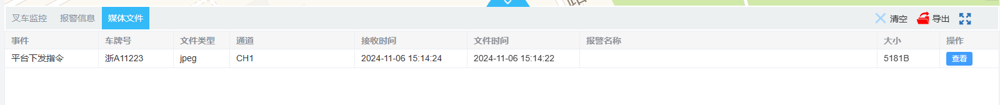 叉车监控 报警信息 媒体文件 清空 导出
事件 车牌号 文件类型 通道 接收时间 文件时间 报警名称 大小 操作
平台下发指令 浙A11223 jpeg CH1 2024-11-06 15:14:24 2024-11-06 15:14:22 5181B 查看